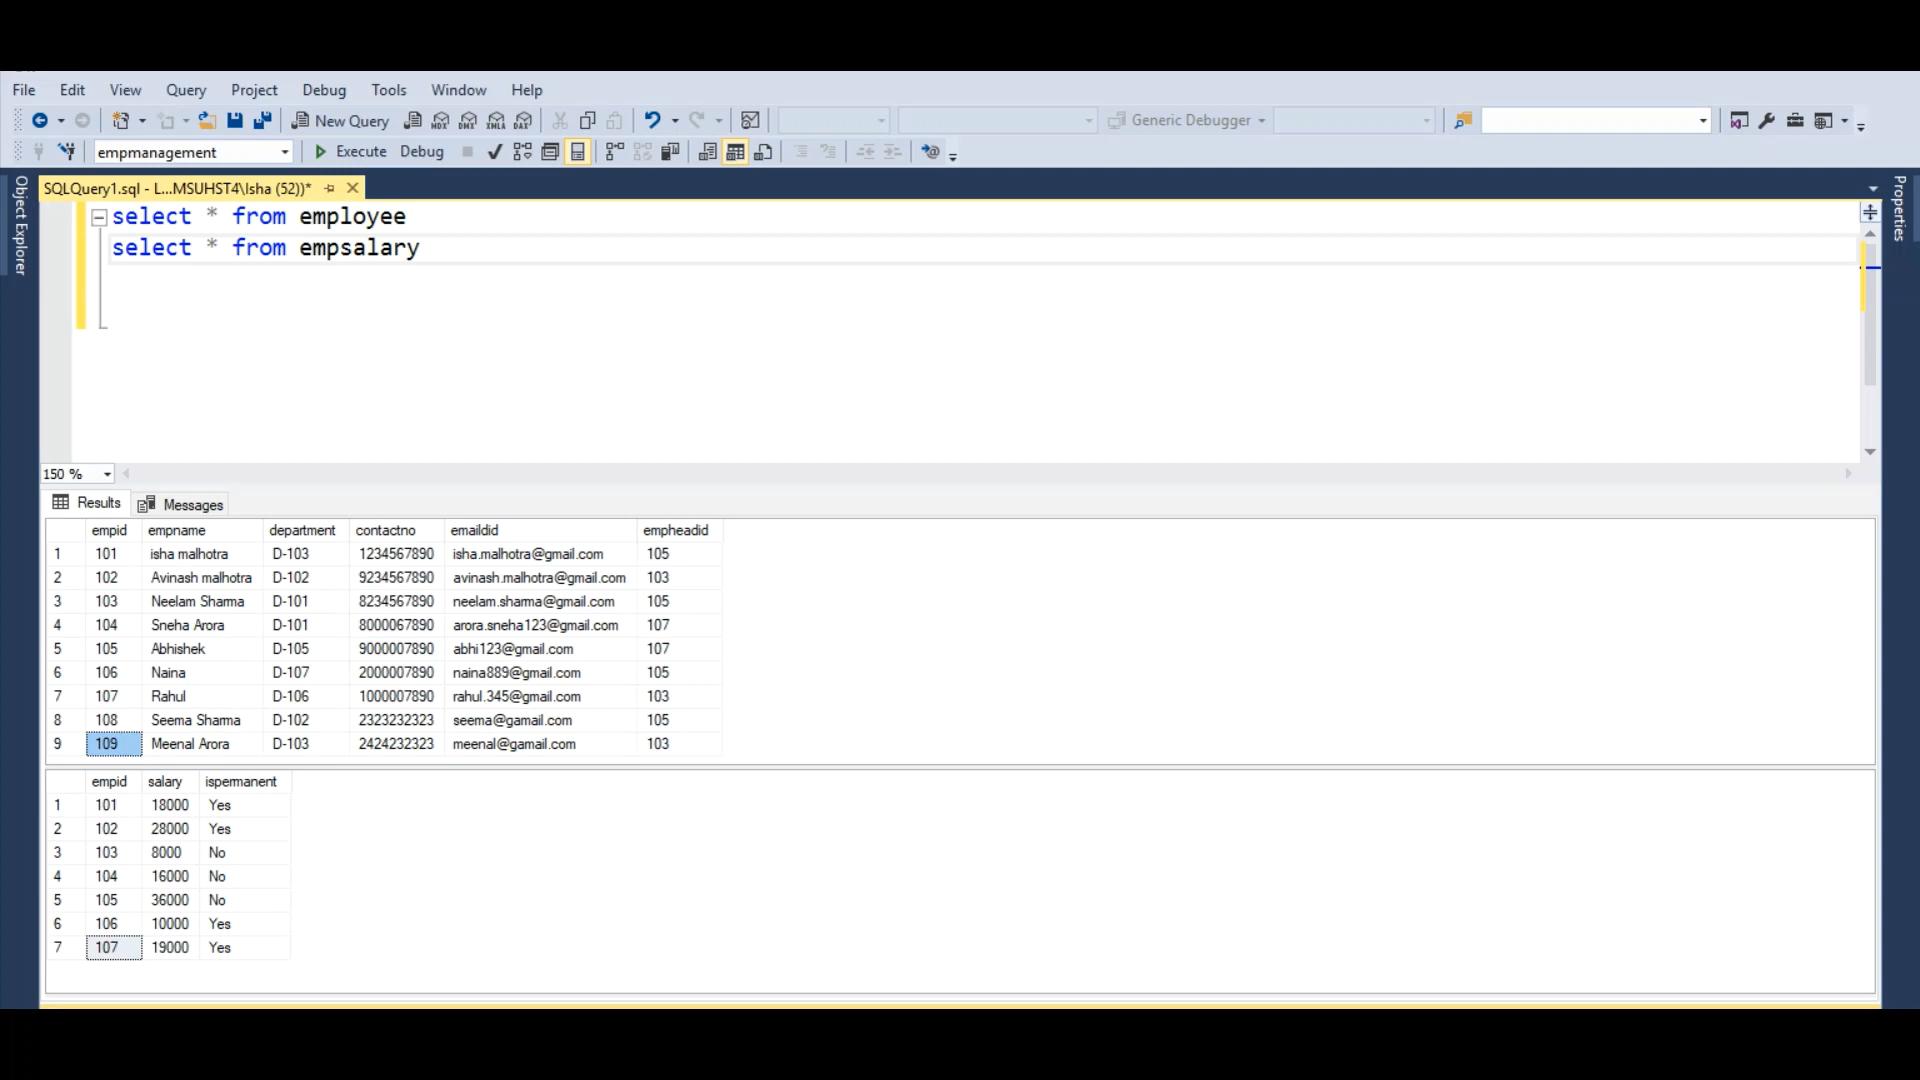 File Edit View Query Project Debug Tools Window Help
New Query MDX DMX XMLA DAX Generic Debugger
empmanagement Execute Debug
Object Explorer
SQLQuery1.sql - L...MSUHST4\Isha (52))*
Properties
select * from employee
select * from empsalary
150 %
Results Messages
empid empname department contactno emaildid empheadid
1 101 isha malhotra D-103 1234567890 isha.malhotra@gmail.com 105
2 102 Avinash malhotra D-102 9234567890 avinash.malhotra@gmail.com 103
3 103 Neelam Sharma D-101 8234567890 neelam.sharma@gmail.com 105
4 104 Sneha Arora D-101 8000067890 arora.sneha123@gmail.com 107
5 105 Abhishek D-105 9000007890 abhi123@gmail.com 107
6 106 Naina D-107 2000007890 naina889@gmail.com 105
7 107 Rahul D-106 1000007890 rahul.345@gmail.com 103
8 108 Seema Sharma D-102 2323232323 seema@gamail.com 105
9 109 Meenal Arora D-103 2424232323 meenal@gamail.com 103
empid salary ispermanent
1 101 18000 Yes
2 102 28000 Yes
3 103 8000 No
4 104 16000 No
5 105 36000 No
6 106 10000 Yes
7 107 19000 Yes